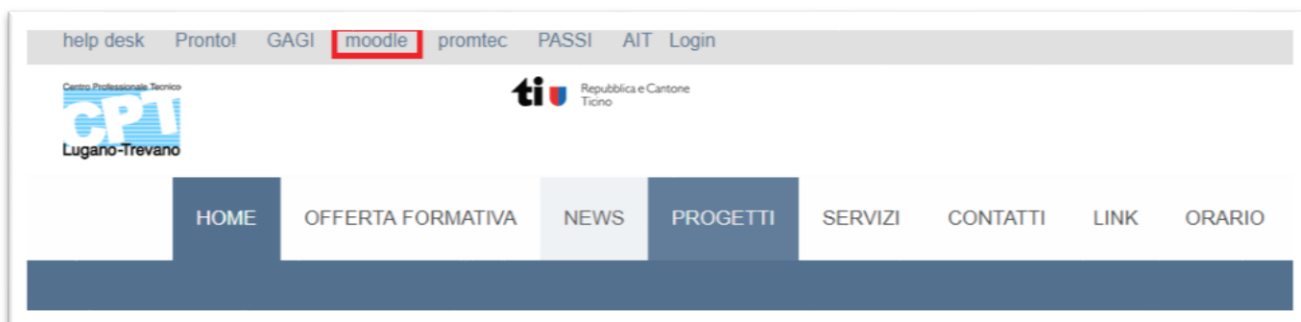 help desk Pronto! GAGI moodle promtec PASSI AIT Login
Centro Professionale Tecnico
CPT
Lugano-Trevano
ti Repubblica e Cantone
Ticino
HOME OFFERTA FORMATIVA NEWS PROGETTI SERVIZI CONTATTI LINK ORARIO